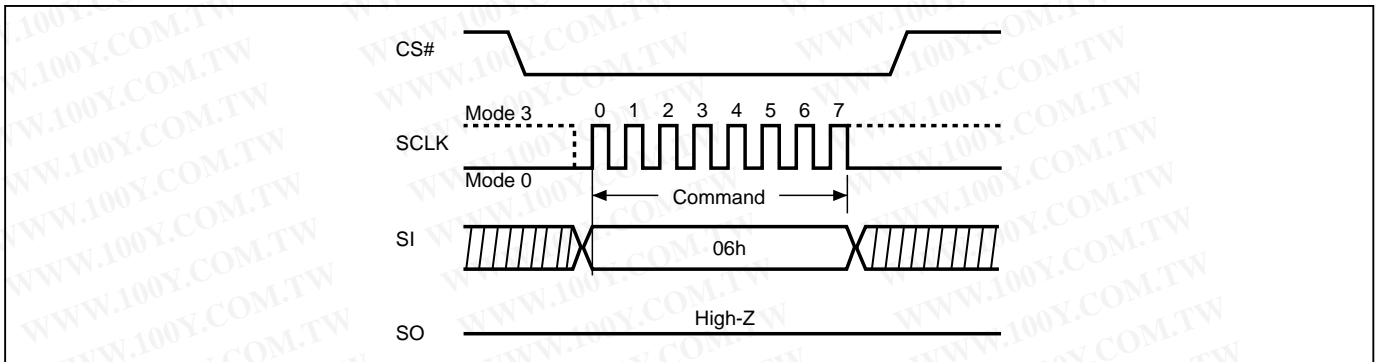 CS#
Mode 3 0 1 2 3 4 5 6 7
SCLK
Mode 0
Command
SI 06h
High-Z
SO
WWW.100Y.COM.TW